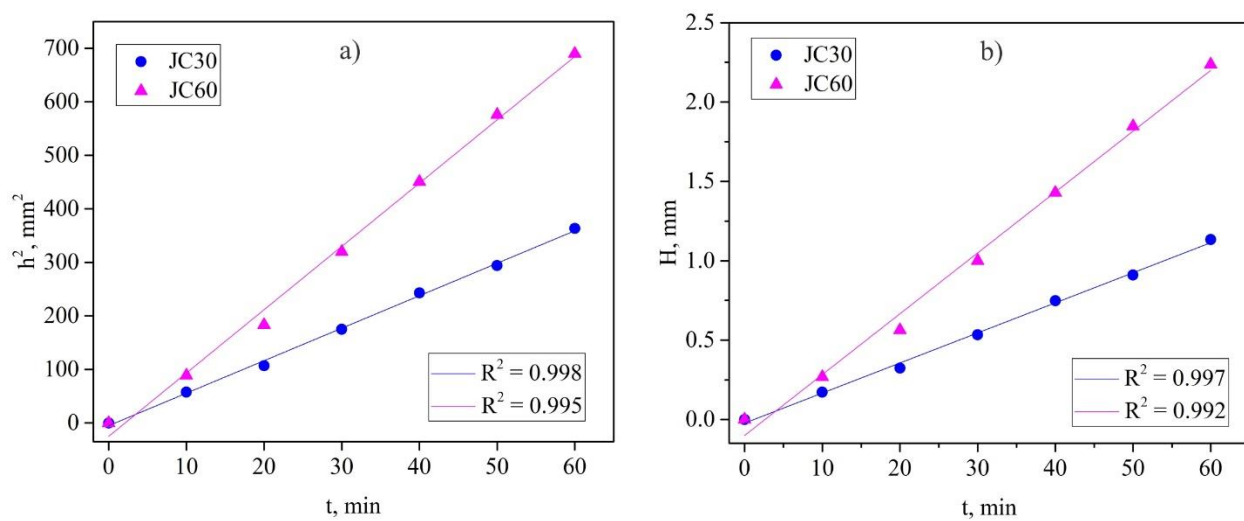 a)
JC30
JC60
700
600
500
400
300
200
100
0
h², mm²
R² = 0.998
R² = 0.995
0 10 20 30 40 50 60
t, min
b)
JC30
JC60
2.5
2.0
1.5
1.0
0.5
0.0
H, mm
R² = 0.997
R² = 0.992
0 10 20 30 40 50 60
t, min